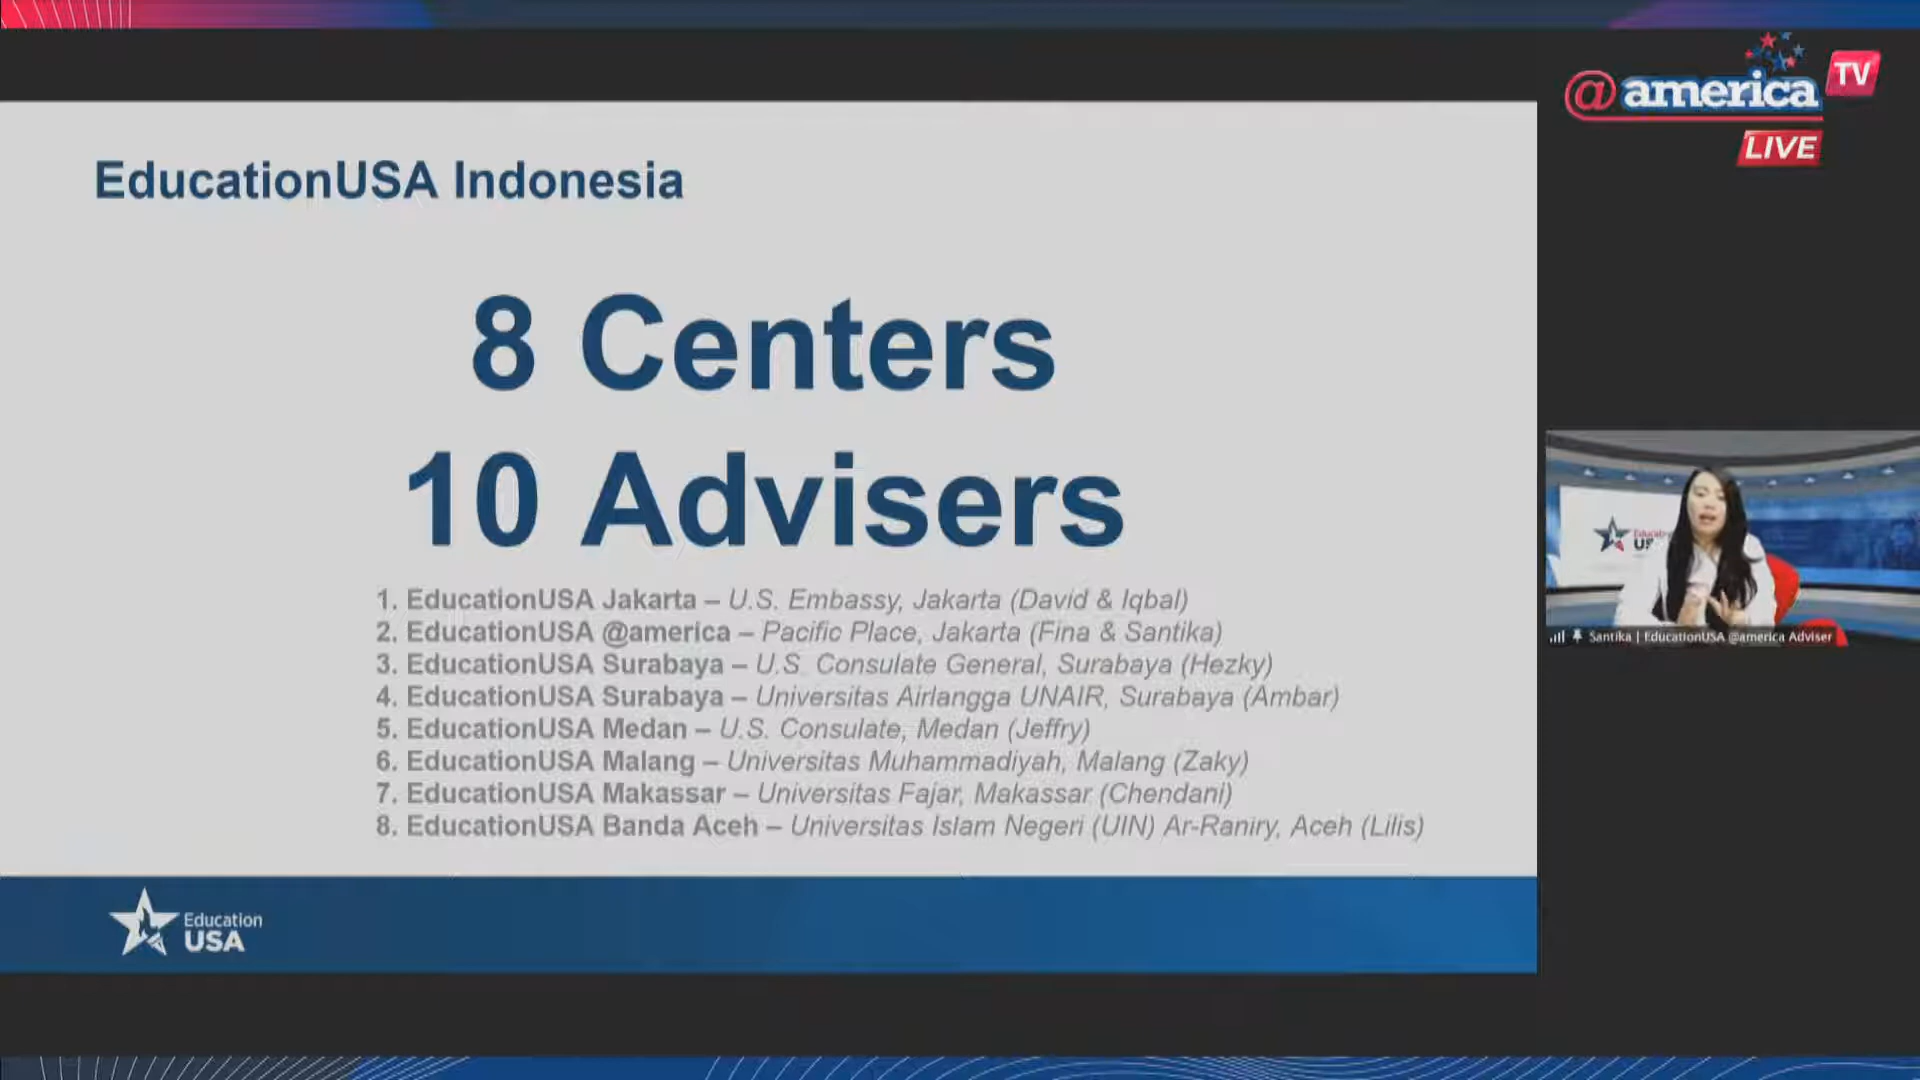 @america TV
LIVE
EducationUSA Indonesia
8 Centers
10 Advisers
1. EducationUSA Jakarta – U.S. Embassy, Jakarta (David & Iqbal)
2. EducationUSA @america – Pacific Place, Jakarta (Fina & Santika)
3. EducationUSA Surabaya – U.S. Consulate General, Surabaya (Hezky)
4. EducationUSA Surabaya – Universitas Airlangga UNAIR, Surabaya (Ambar)
5. EducationUSA Medan – U.S. Consulate, Medan (Jeffry)
6. EducationUSA Malang – Universitas Muhammadiyah, Malang (Zaky)
7. EducationUSA Makassar – Universitas Fajar, Makassar (Chendani)
8. EducationUSA Banda Aceh – Universitas Islam Negeri (UIN) Ar-Raniry, Aceh (Lilis)
Education
USA
Santika | EducationUSA @america Adviser